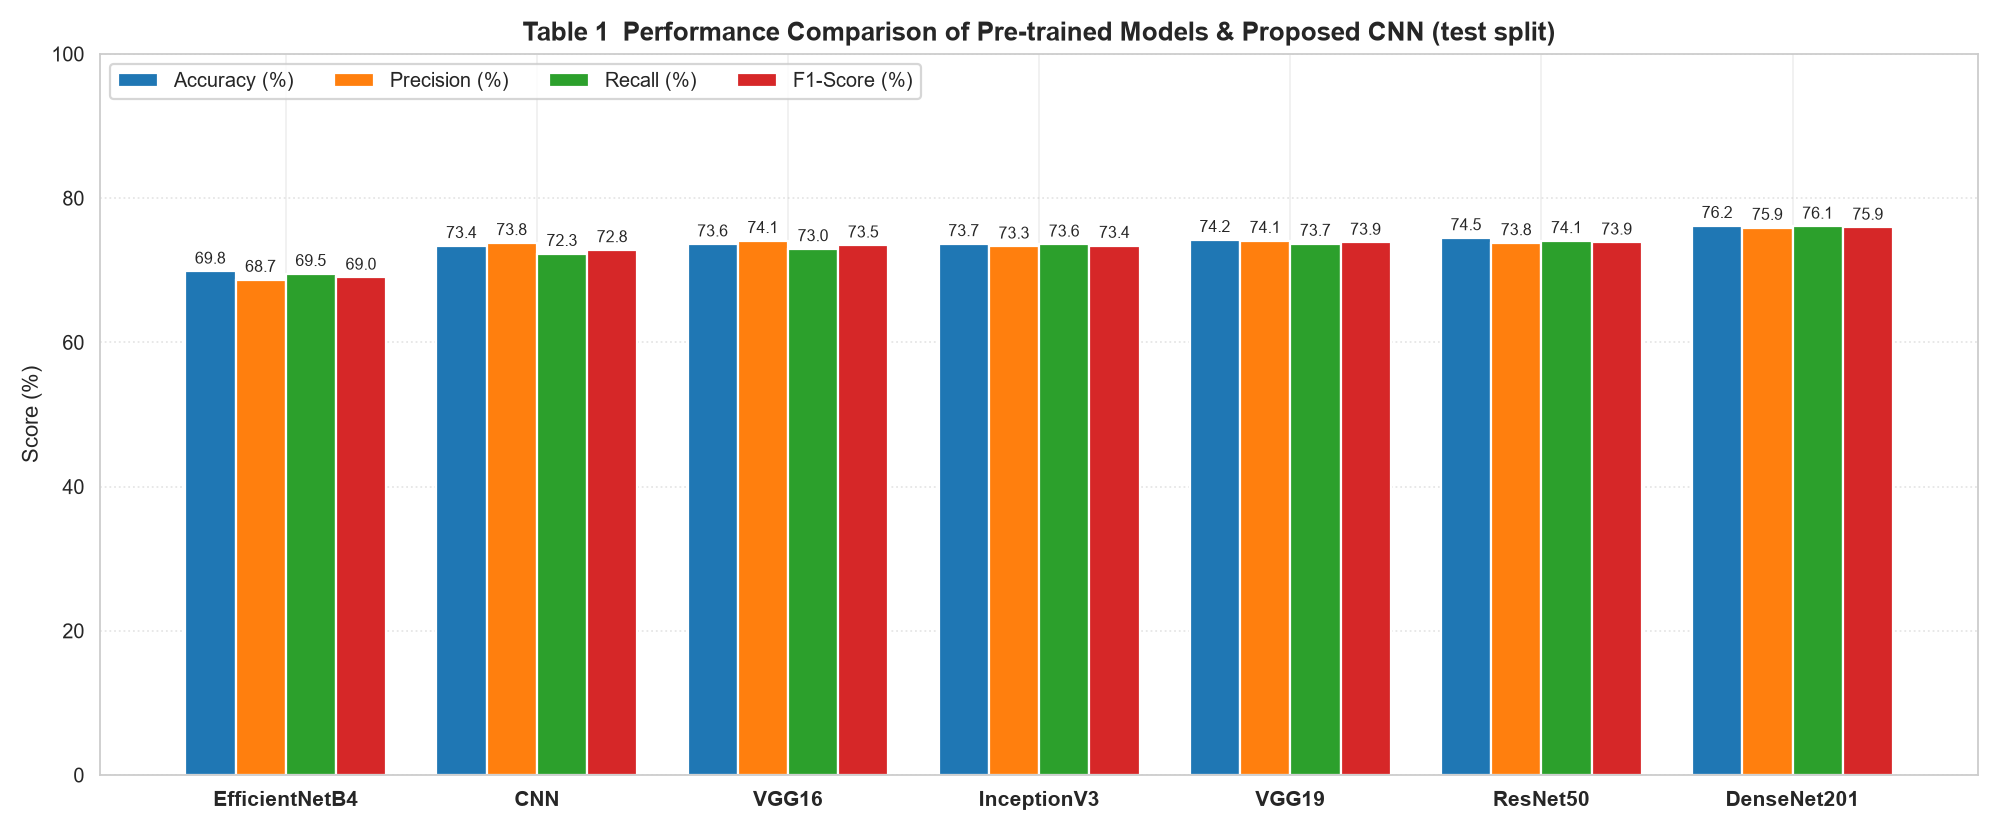 Table 1  Performance Comparison of Pre-trained Models & Proposed CNN (test split)
Accuracy (%) Precision (%) Recall (%) F1-Score (%)
Score (%)
100
80
60
40
20
0
69.8 68.7 69.5 69.0
73.4 73.8 72.3 72.8
73.6 74.1 73.0 73.5
73.7 73.3 73.6 73.4
74.2 74.1 73.7 73.9
74.5 73.8 74.1 73.9
76.2 75.9 76.1 75.9
EfficientNetB4 CNN VGG16 InceptionV3 VGG19 ResNet50 DenseNet201